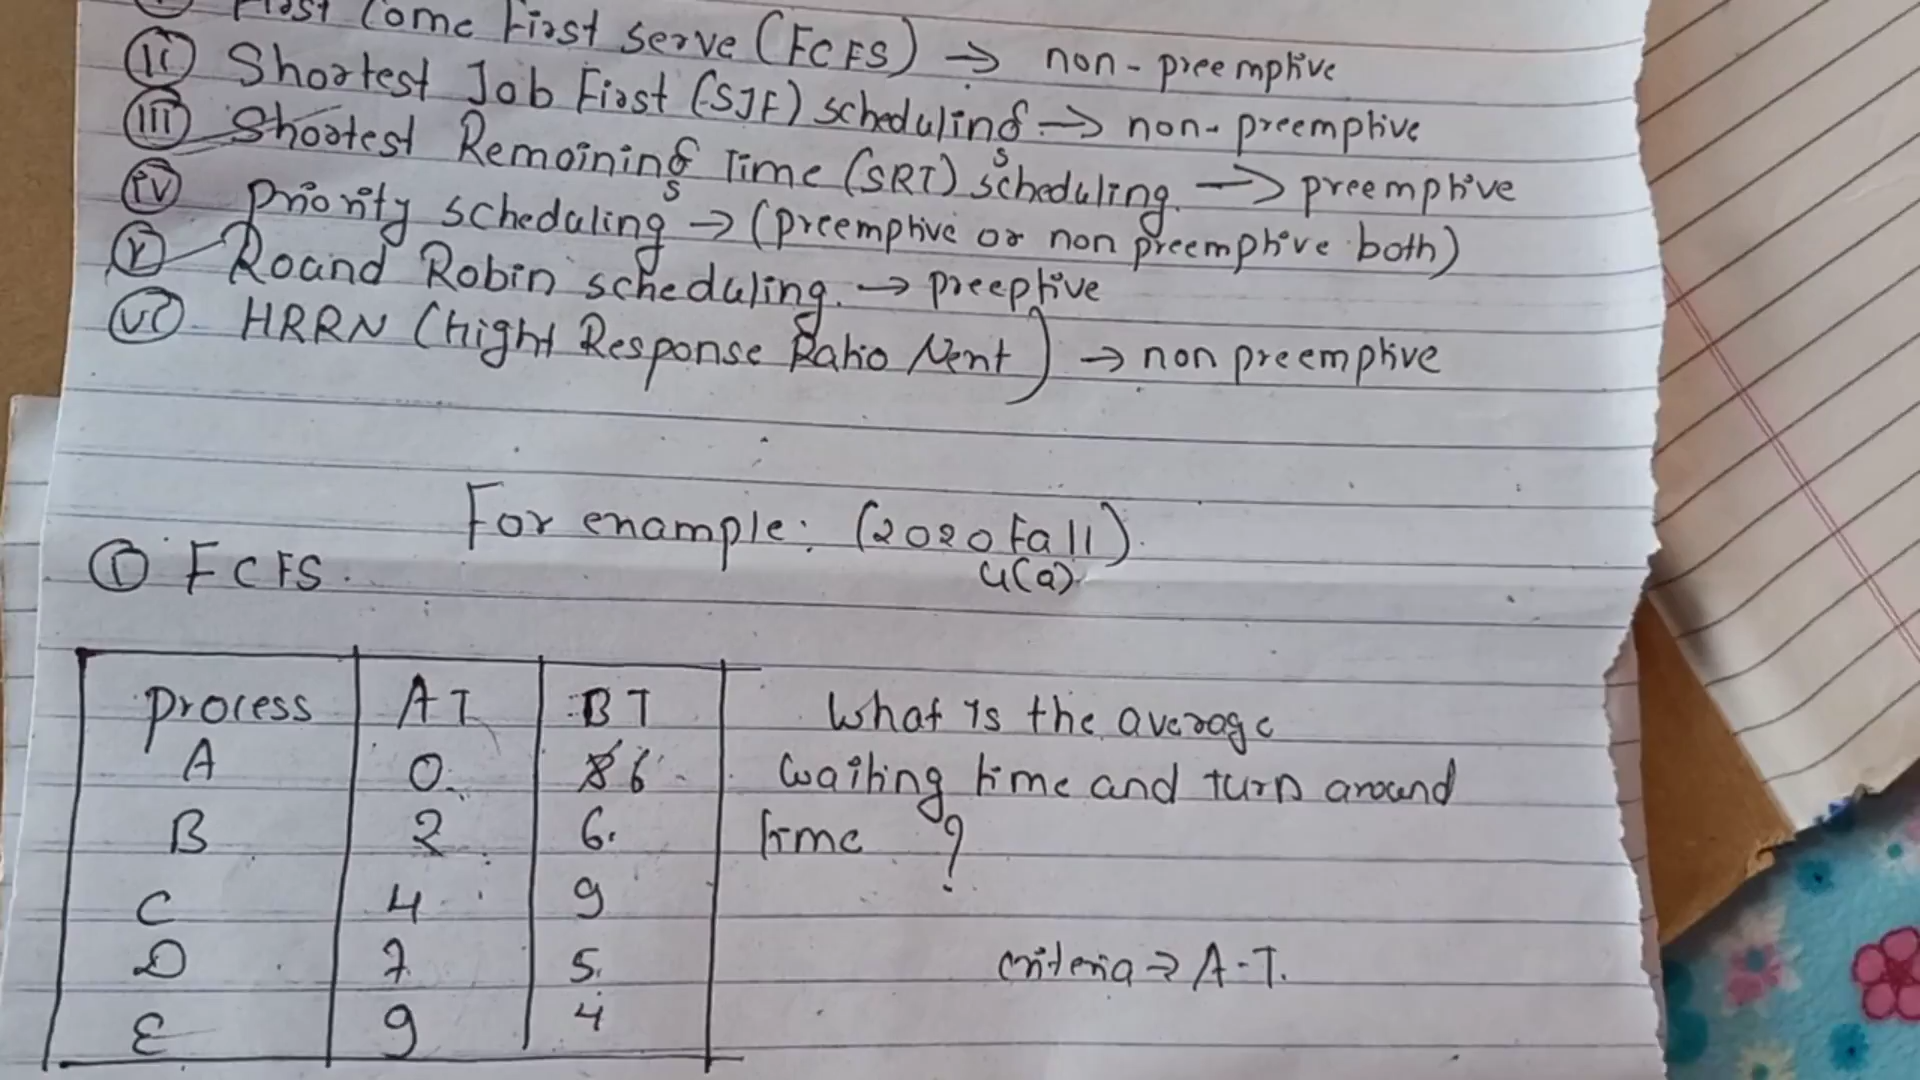 First Come First serve (FCFS) → non-preemptive
(ii) Shortest Job First (SJF) scheduling → non-preemptive
(iii) Shortest Remaining Time (SRT) scheduling → preemptive
(iv) Priority scheduling → (preemptive or non preemptive both)
(v) Round Robin scheduling. → preeptive
(vi) HRRN (hight Response Ratio Next) → non preemptive
For example: (2020 Fall)
4(a)
(i) FCFS.
Process AT BT
A 0 6
B 2 6
C 4 9
D 7 5
E 9 4
What is the average
waiting time and turn around
time ?
criteria → A-T.